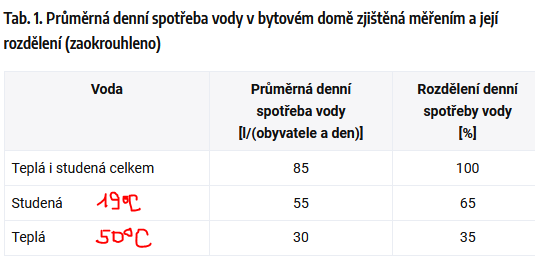 Tab. 1. Průměrná denní spotřeba vody v bytovém domě zjištěná měřením a její
rozdělení (zaokrouhleno)
Voda Průměrná denní spotřeba vody [l/(obyvatele a den)] Rozdělení denní spotřeby vody [%]
Teplá i studená celkem 85 100
Studená 19°C 55 65
Teplá 50°C 30 35